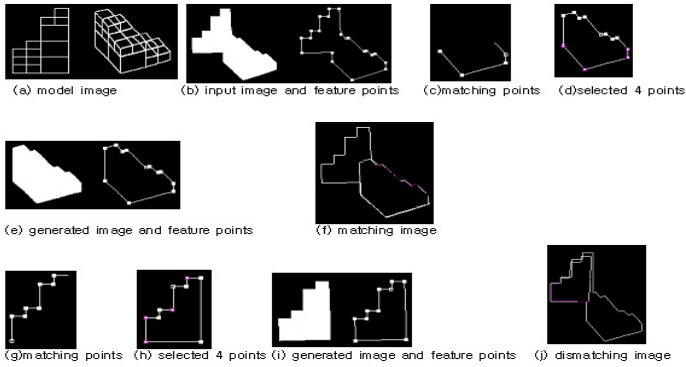 (a) model image
(b) input image and feature points
(c)matching points
(d)selected 4 points
(e) generated image and feature points
(f) matching image
(g)matching points
(h) selected 4 points
(i) generated image and feature points
(j) dismatching image